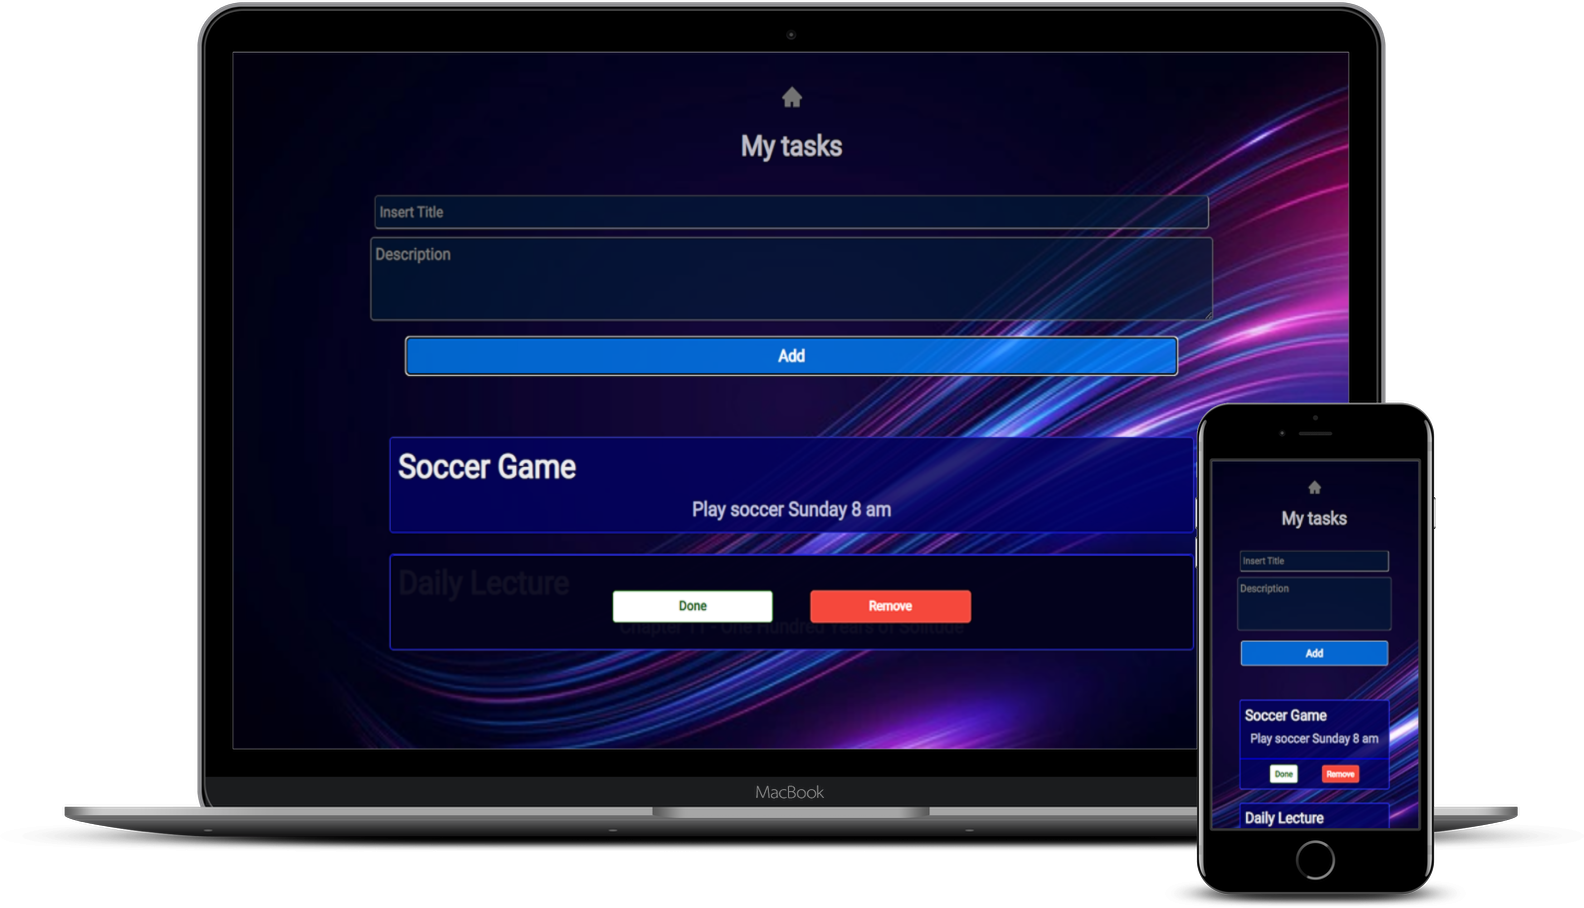 My tasks
Insert Title
Description
Add
Soccer Game
Play soccer Sunday 8 am
Daily Lecture
Done
Remove
Chapter 11 - One Hundred Years of Solitude
MacBook
My tasks
Insert Title
Description
Add
Soccer Game
Play soccer Sunday 8 am
Done
Remove
Daily Lecture